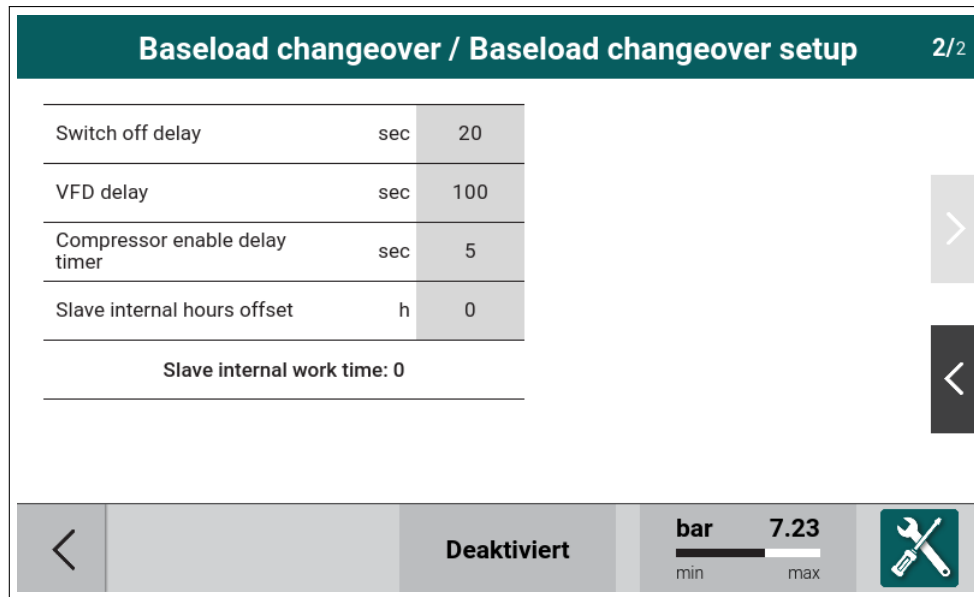 Baseload changeover / Baseload changeover setup 2/2
Switch off delay sec 20
VFD delay sec 100
Compressor enable delay
timer sec 5
Slave internal hours offset h 0
Slave internal work time: 0
Deaktiviert
bar 7.23
min max